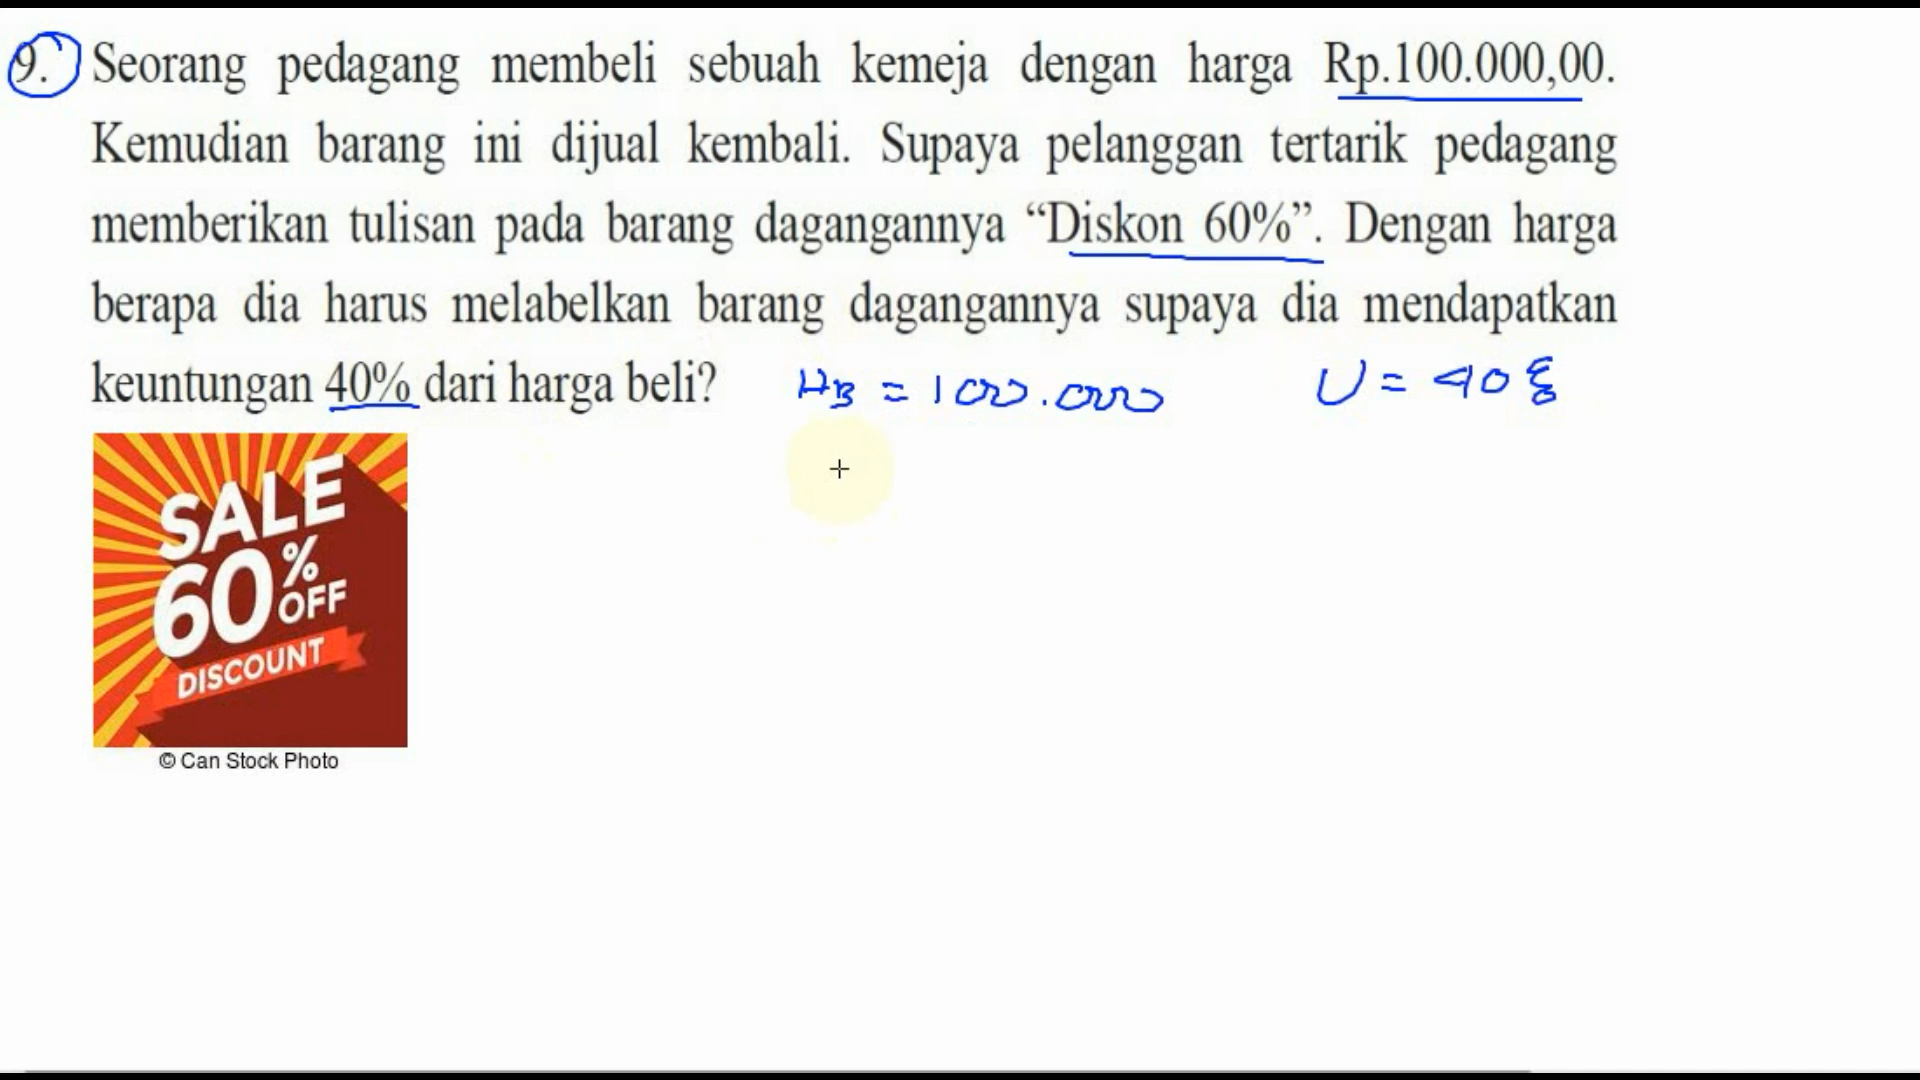 9. Seorang pedagang membeli sebuah kemeja dengan harga Rp.100.000,00.
Kemudian barang ini dijual kembali. Supaya pelanggan tertarik pedagang
memberikan tulisan pada barang dagangannya “Diskon 60%”. Dengan harga
berapa dia harus melabelkan barang dagangannya supaya dia mendapatkan
keuntungan 40% dari harga beli? HB = 100.000 U = 40%
SALE
60%
OFF
DISCOUNT
© Can Stock Photo